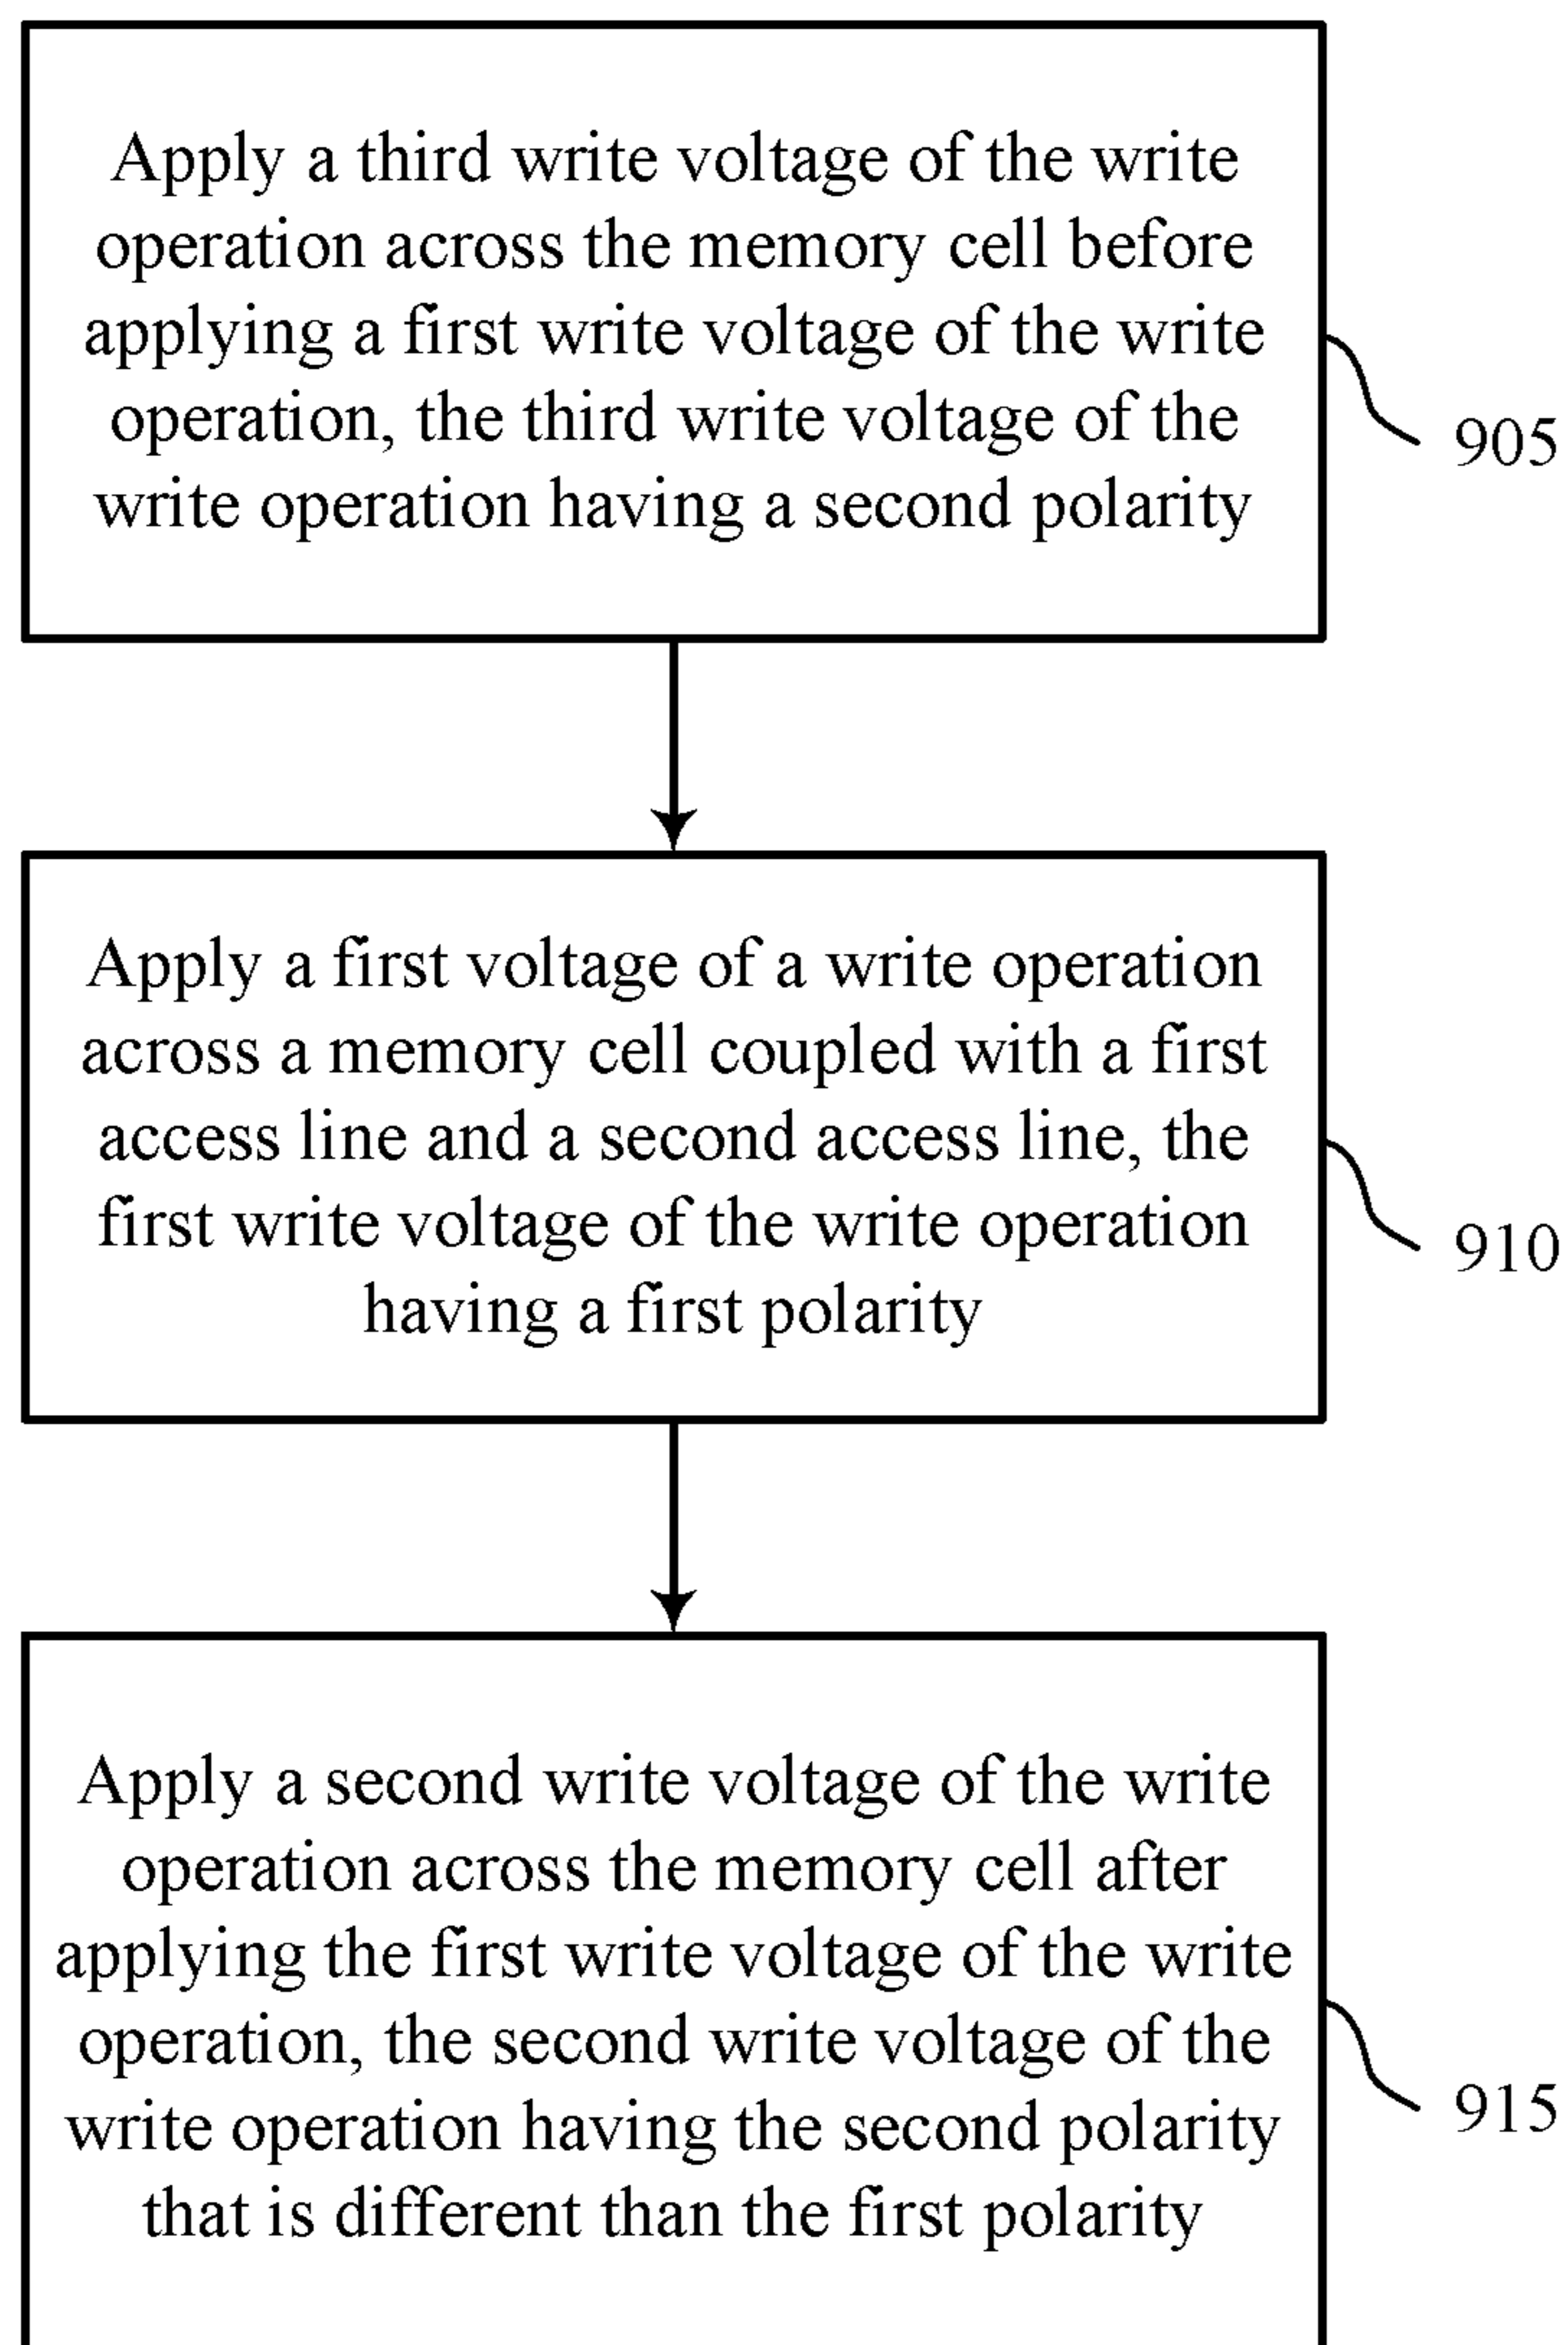 Apply a third write voltage of the write
operation across the memory cell before
applying a first write voltage of the write
operation, the third write voltage of the
write operation having a second polarity
905
Apply a first voltage of a write operation
across a memory cell coupled with a first
access line and a second access line, the
first write voltage of the write operation
having a first polarity
910
Apply a second write voltage of the write
operation across the memory cell after
applying the first write voltage of the write
operation, the second write voltage of the
write operation having the second polarity
that is different than the first polarity
915